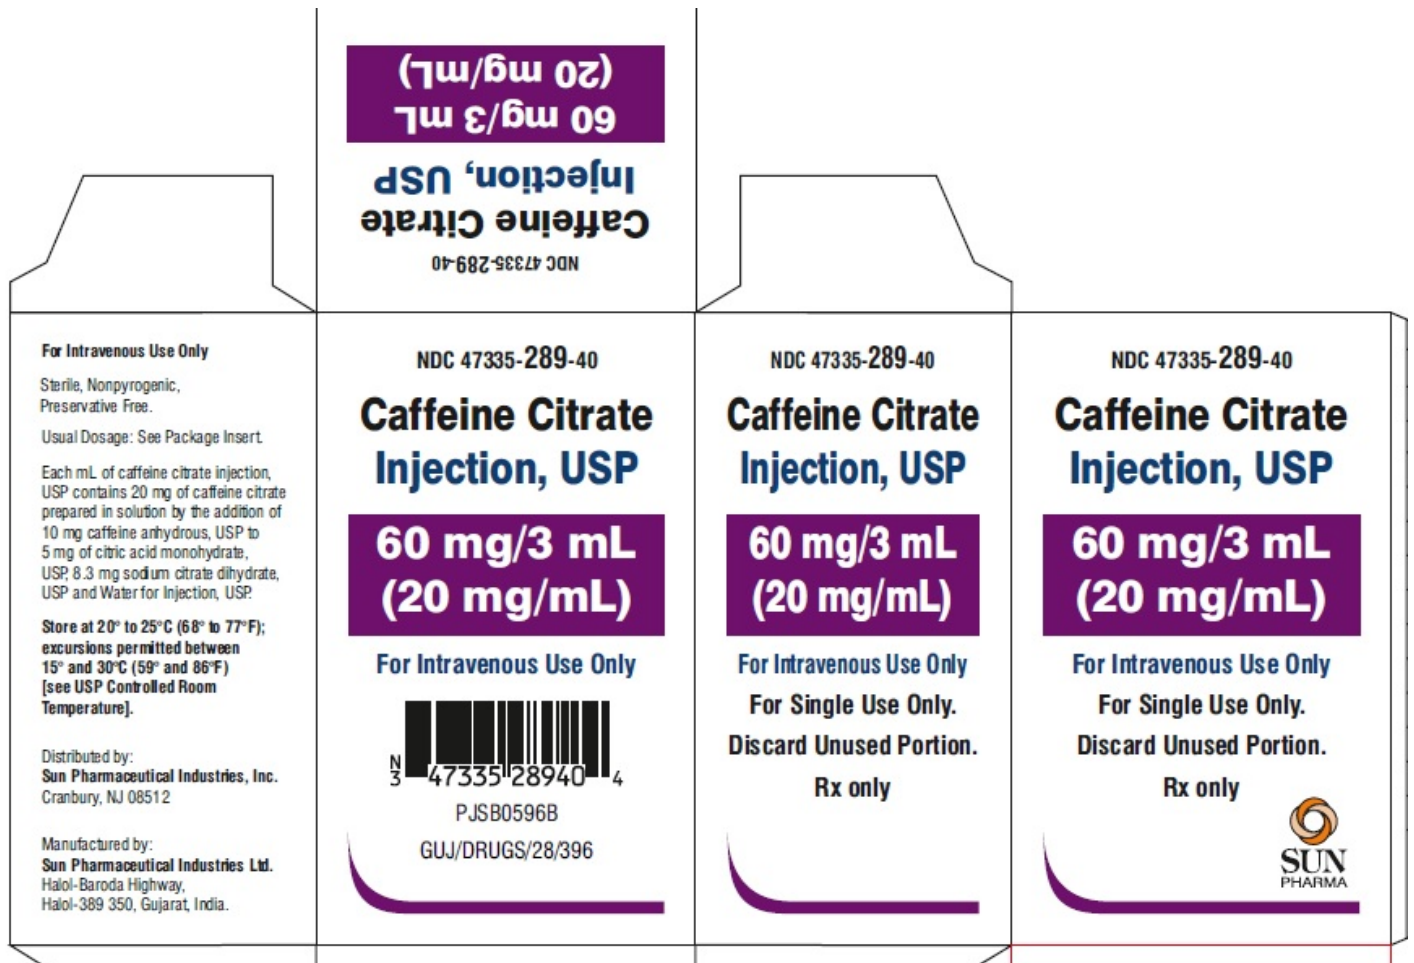 (20 mg/mL)
60 mg/3 mL
Injection, USP
Caffeine Citrate
NDC 47335-289-40
For Intravenous Use Only
Sterile, Nonpyrogenic,
Preservative Free.
Usual Dosage: See Package Insert.
Each mL of caffeine citrate injection,
USP contains 20 mg of caffeine citrate
prepared in solution by the addition of
10 mg caffeine anhydrous, USP to
5 mg of citric acid monohydrate,
USP, 8.3 mg sodium citrate dihydrate,
USP and Water for Injection, USP.
Store at 20° to 25°C (68° to 77°F);
excursions permitted between
15° and 30°C (59° and 86°F)
[see USP Controlled Room
Temperature].
Distributed by:
Sun Pharmaceutical Industries, Inc.
Cranbury, NJ 08512
Manufactured by:
Sun Pharmaceutical Industries Ltd.
Halol-Baroda Highway,
Halol-389 350, Gujarat, India.
NDC 47335-289-40
Caffeine Citrate
Injection, USP
60 mg/3 mL
(20 mg/mL)
For Intravenous Use Only
N
3 47335 28940 4
PJSB0596B
GUJ/DRUGS/28/396
NDC 47335-289-40
Caffeine Citrate
Injection, USP
60 mg/3 mL
(20 mg/mL)
For Intravenous Use Only
For Single Use Only.
Discard Unused Portion.
Rx only
NDC 47335-289-40
Caffeine Citrate
Injection, USP
60 mg/3 mL
(20 mg/mL)
For Intravenous Use Only
For Single Use Only.
Discard Unused Portion.
Rx only
SUN
PHARMA